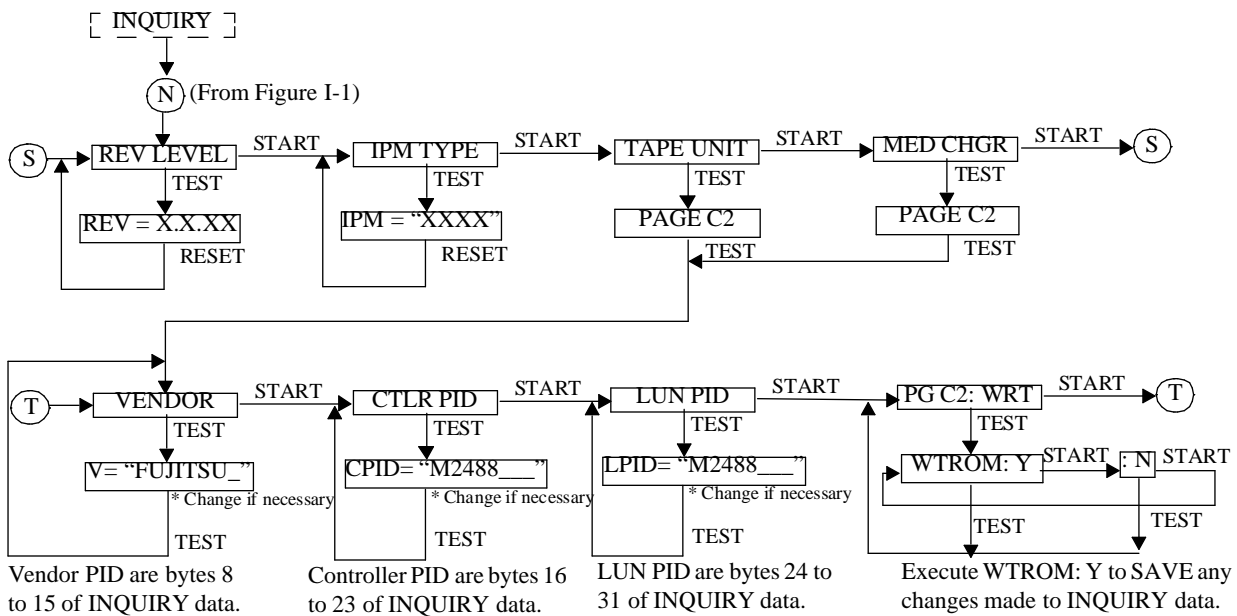 INQUIRY
N (From Figure I-1)
S REV LEVEL START IPM TYPE START TAPE UNIT START MED CHGR START S
TEST TEST TEST TEST
REV = X.X.XX IPM = “XXXX” PAGE C2 PAGE C2
RESET RESET TEST TEST
T VENDOR START CTLR PID START LUN PID START PG C2: WRT START T
TEST TEST TEST TEST
V= “FUJITSU_” CPID= “M2488___” LPID= “M2488___” WTROM: Y START : N START
* Change if necessary * Change if necessary * Change if necessary
TEST TEST TEST TEST TEST
Vendor PID are bytes 8
to 15 of INQUIRY data.
Controller PID are bytes 16
to 23 of INQUIRY data.
LUN PID are bytes 24 to
31 of INQUIRY data.
Execute WTROM: Y to SAVE any
changes made to INQUIRY data.